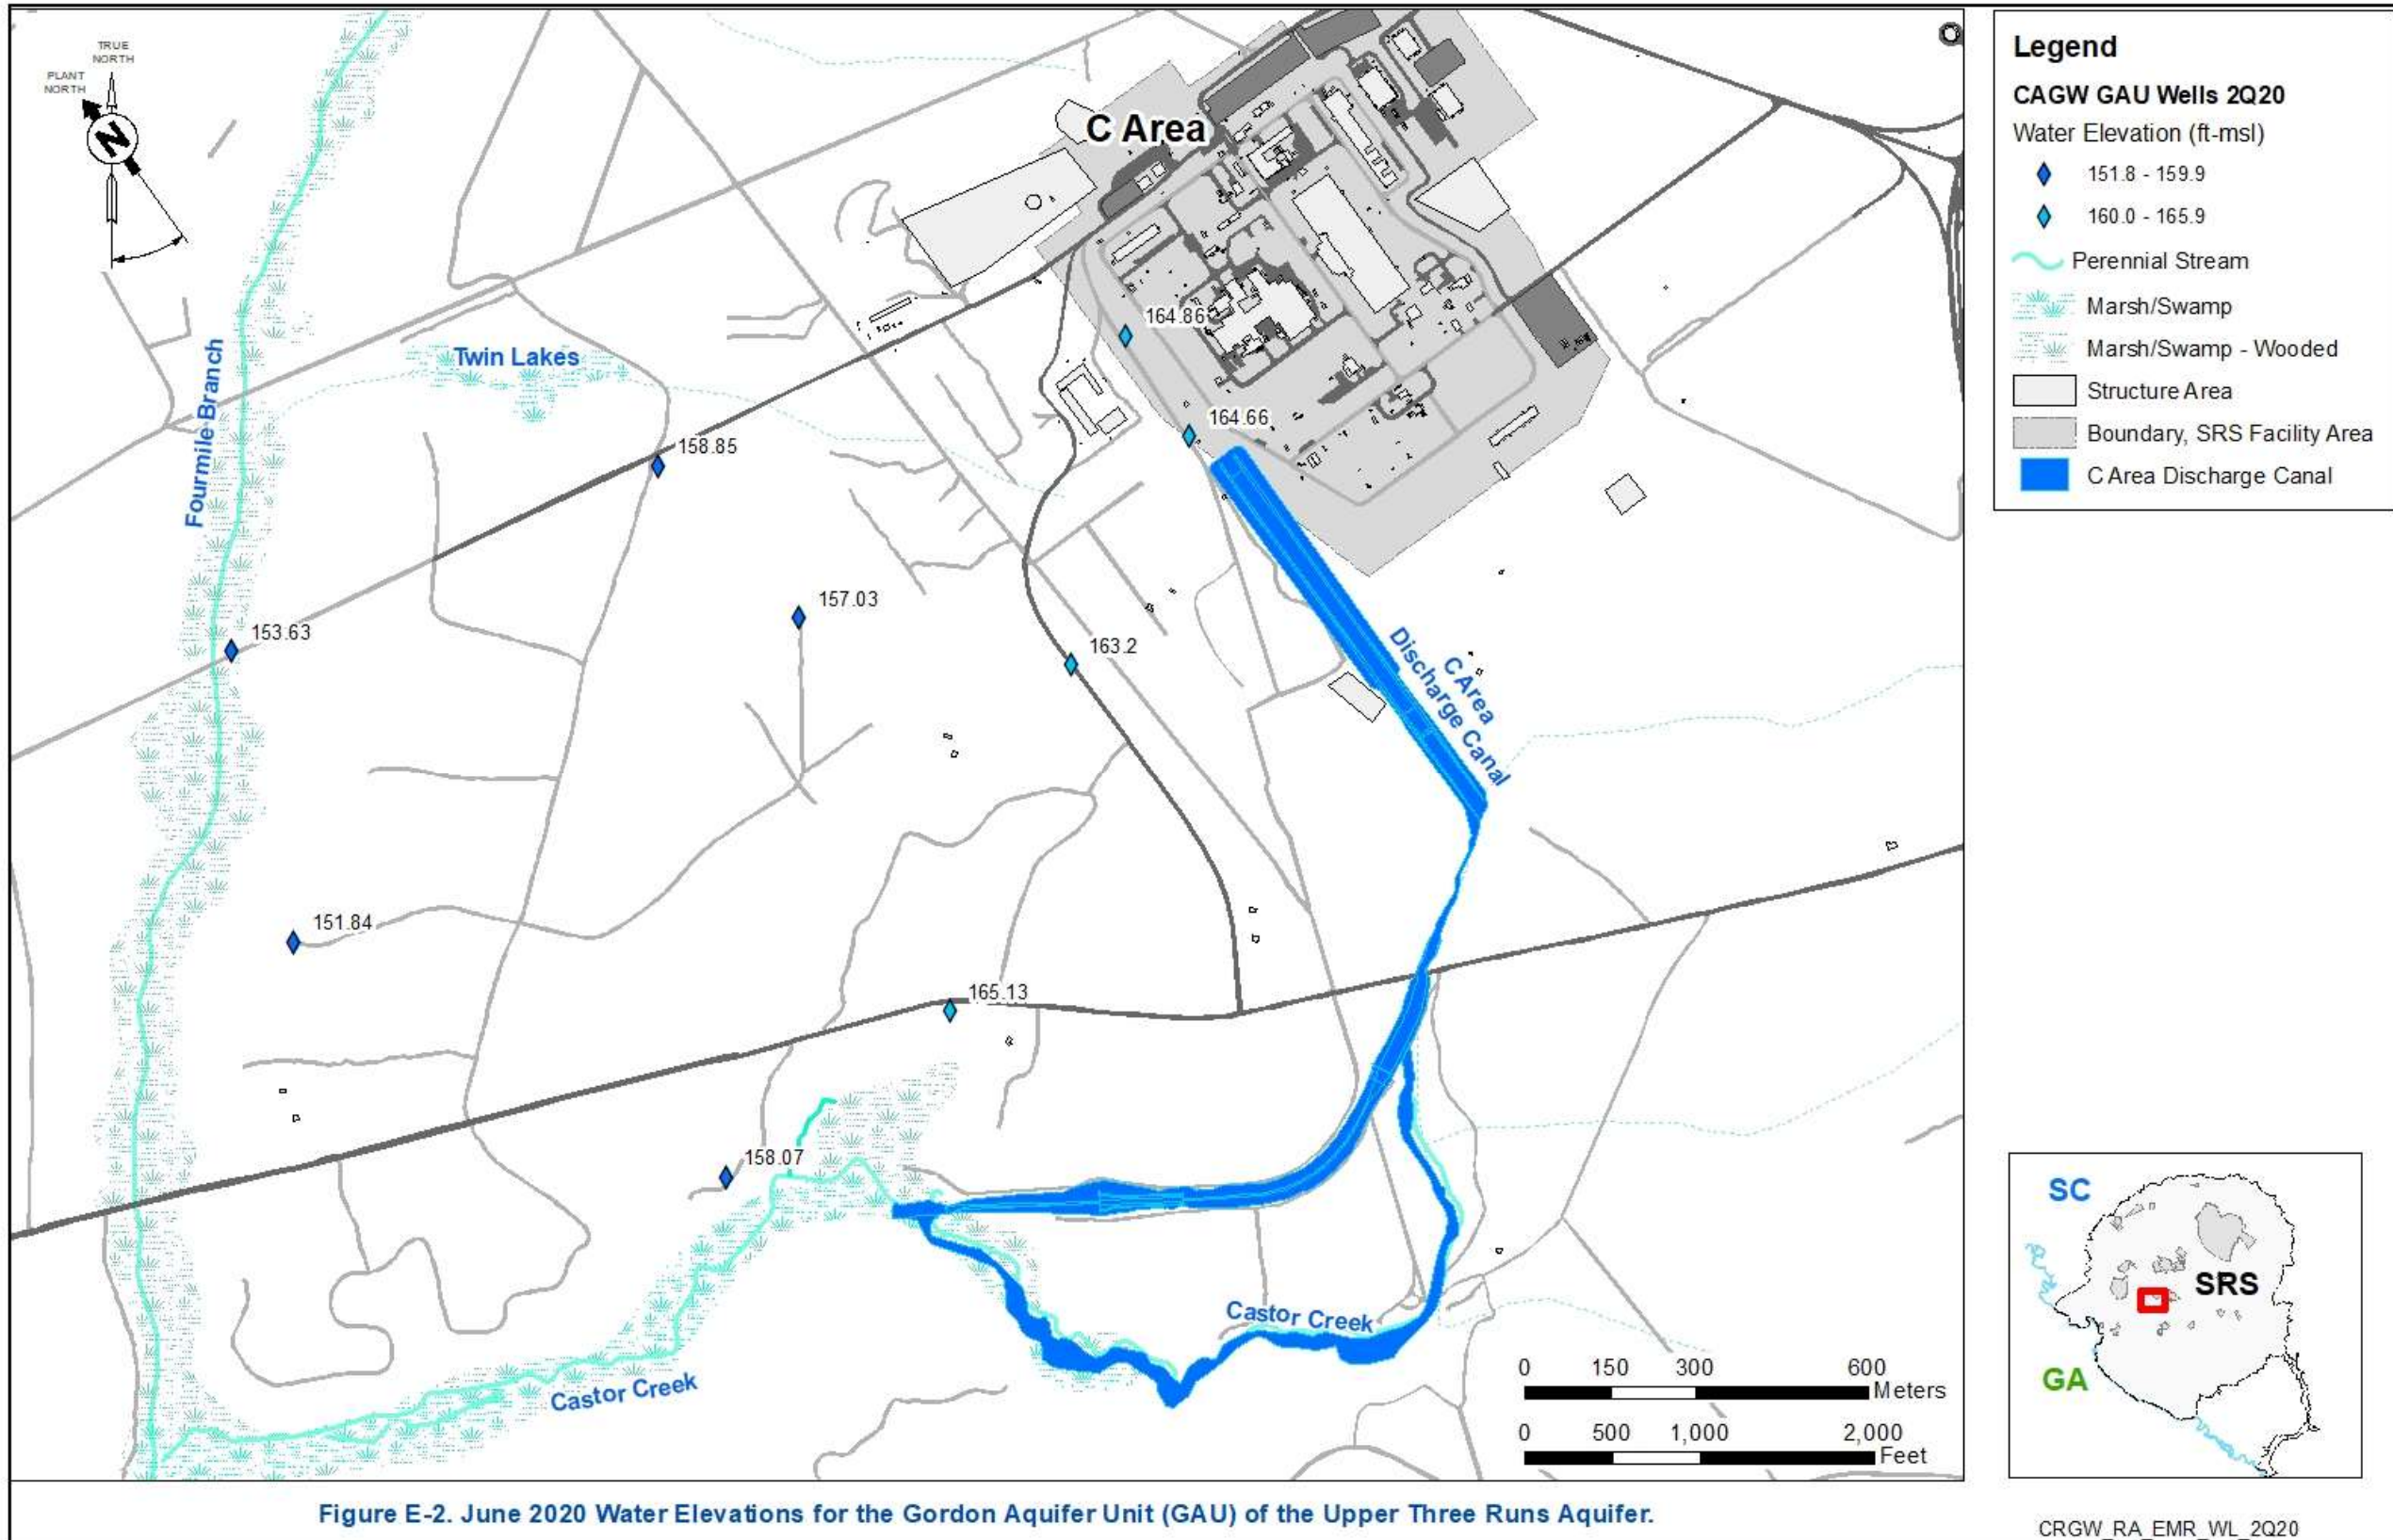 TRUE
NORTH
PLANT
NORTH
N
C Area
164.86
164.66
Twin Lakes
Fourmile Branch
158.85
157.03
153.63
163.2
C Area
Discharge Canal
151.84
165.13
158.07
Castor Creek
Castor Creek
0 150 300 600
Meters
0 500 1,000 2,000
Feet
Legend
CAGW GAU Wells 2Q20
Water Elevation (ft-msl)
151.8 - 159.9
160.0 - 165.9
Perennial Stream
Marsh/Swamp
Marsh/Swamp - Wooded
Structure Area
Boundary, SRS Facility Area
C Area Discharge Canal
SC
SRS
GA
Figure E-2. June 2020 Water Elevations for the Gordon Aquifer Unit (GAU) of the Upper Three Runs Aquifer.
CRGW_RA_EMR_WL_2Q20